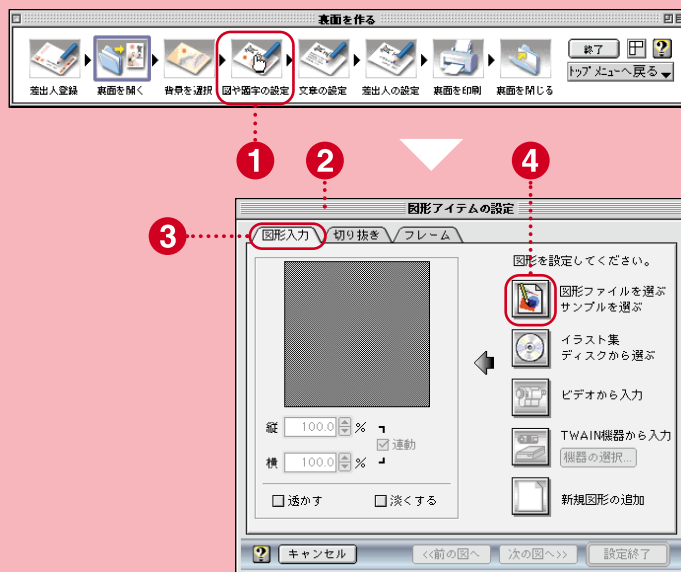 裏面を作る
差出人登録
裏面を開く
背景を選択
図や題字の設定
文章の設定
差出人の設定
裏面を印刷
裏面を閉じる
終了
?
トップメニューへ戻る
1
2
4
3
図形アイテムの設定
図形入力
切り抜き
フレーム
図形を設定してください。
図形ファイルを選ぶ
サンプルを選ぶ
イラスト集
ディスクから選ぶ
ビデオから入力
TWAIN機器から入力
機器の選択...
新規図形の追加
縦 100.0 %
連動
横 100.0 %
透かす
淡くする
?
キャンセル
<<前の図へ
次の図へ>>
設定終了